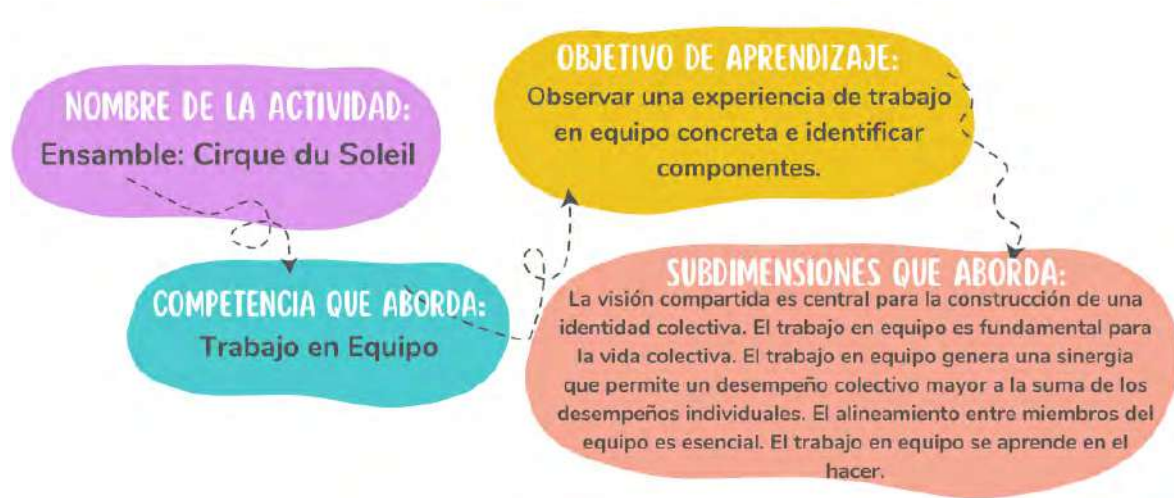 NOMBRE DE LA ACTIVIDAD:
Ensamble: Cirque du Soleil
COMPETENCIA QUE ABORDA:
Trabajo en Equipo
OBJETIVO DE APRENDIZAJE:
Observar una experiencia de trabajo
en equipo concreta e identificar
componentes.
SUBDIMENSIONES QUE ABORDA:
La visión compartida es central para la construcción de una
identidad colectiva. El trabajo en equipo es fundamental para
la vida colectiva. El trabajo en equipo genera una sinergia
que permite un desempeño colectivo mayor a la suma de los
desempeños individuales. El alineamiento entre miembros del
equipo es esencial. El trabajo en equipo se aprende en el
hacer.